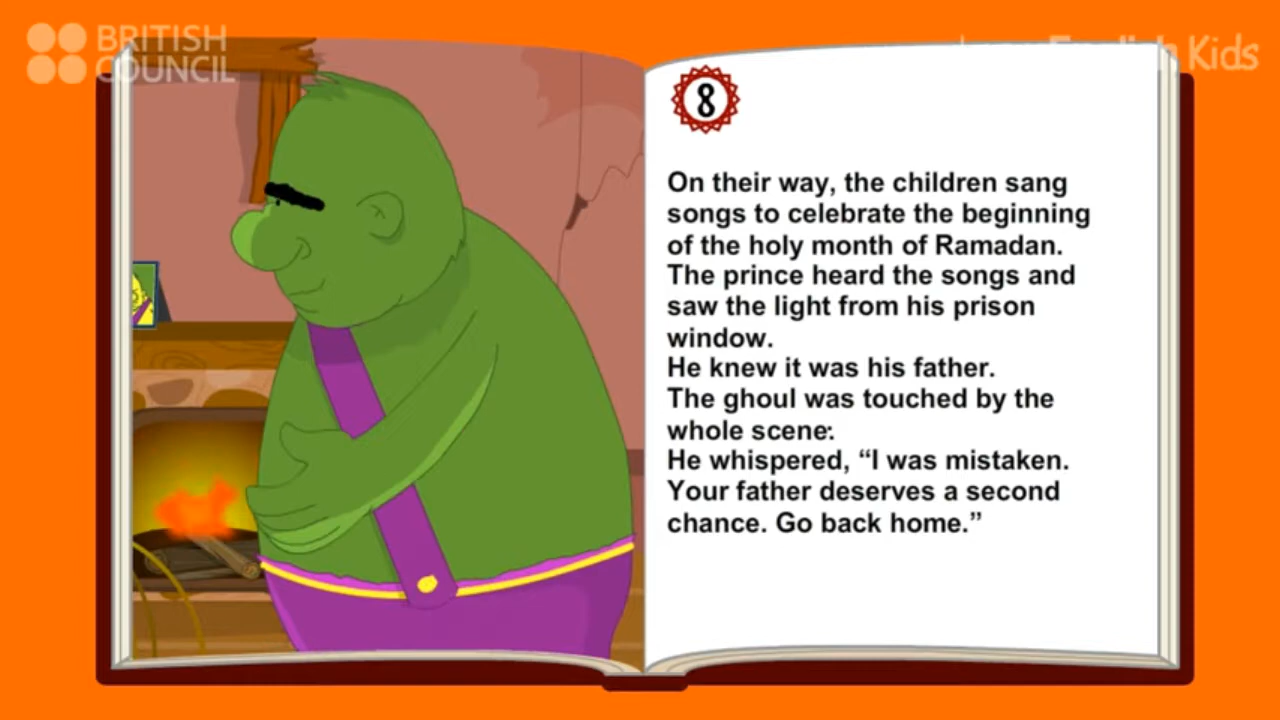 BRITISH
COUNCIL
English Kids
8
On their way, the children sang
songs to celebrate the beginning
of the holy month of Ramadan.
The prince heard the songs and
saw the light from his prison
window.
He knew it was his father.
The ghoul was touched by the
whole scene.
He whispered, “I was mistaken.
Your father deserves a second
chance. Go back home.”